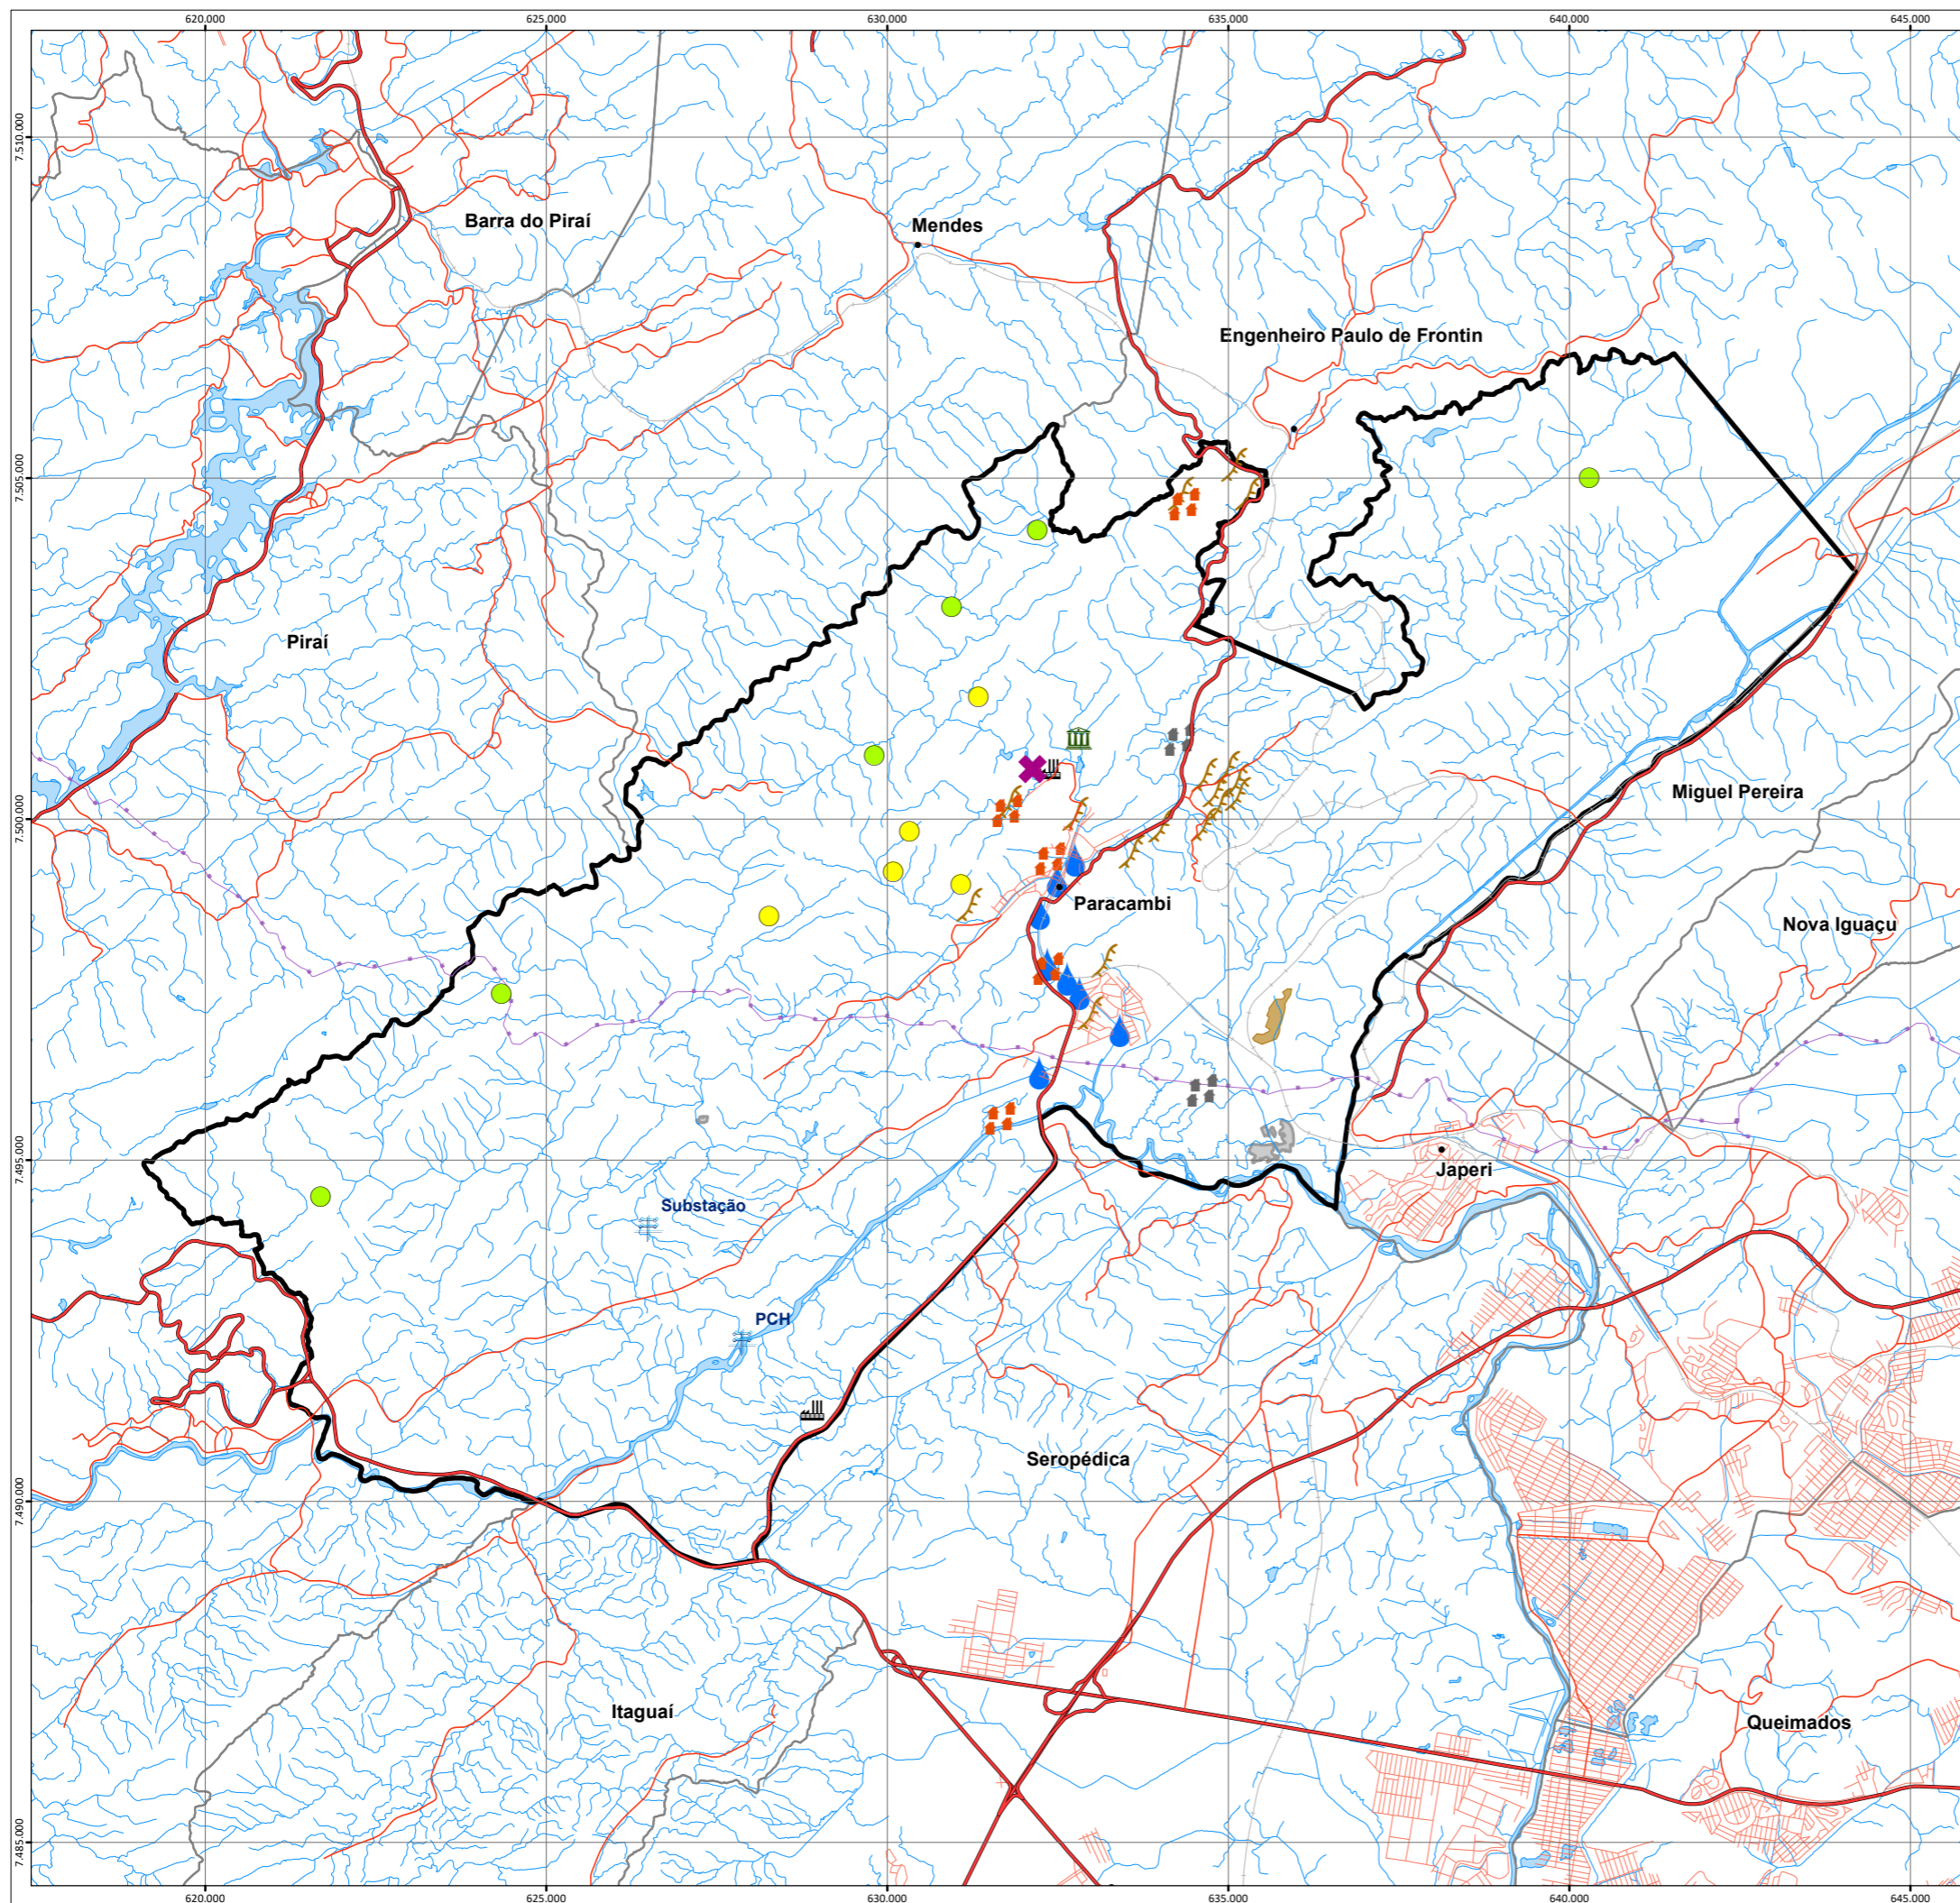 620.000 625.000 630.000 635.000 640.000 645.000
7.510.000
Barra do Piraí
Mendes
Engenheiro Paulo de Frontin
7.505.000
Piraí
Miguel Pereira
7.500.000
Paracambi
Nova Iguaçu
7.495.000
Japeri
Substação
PCH
Seropédica
7.490.000
Itaguaí
Queimados
7.485.000
620.000 625.000 630.000 635.000 640.000 645.000